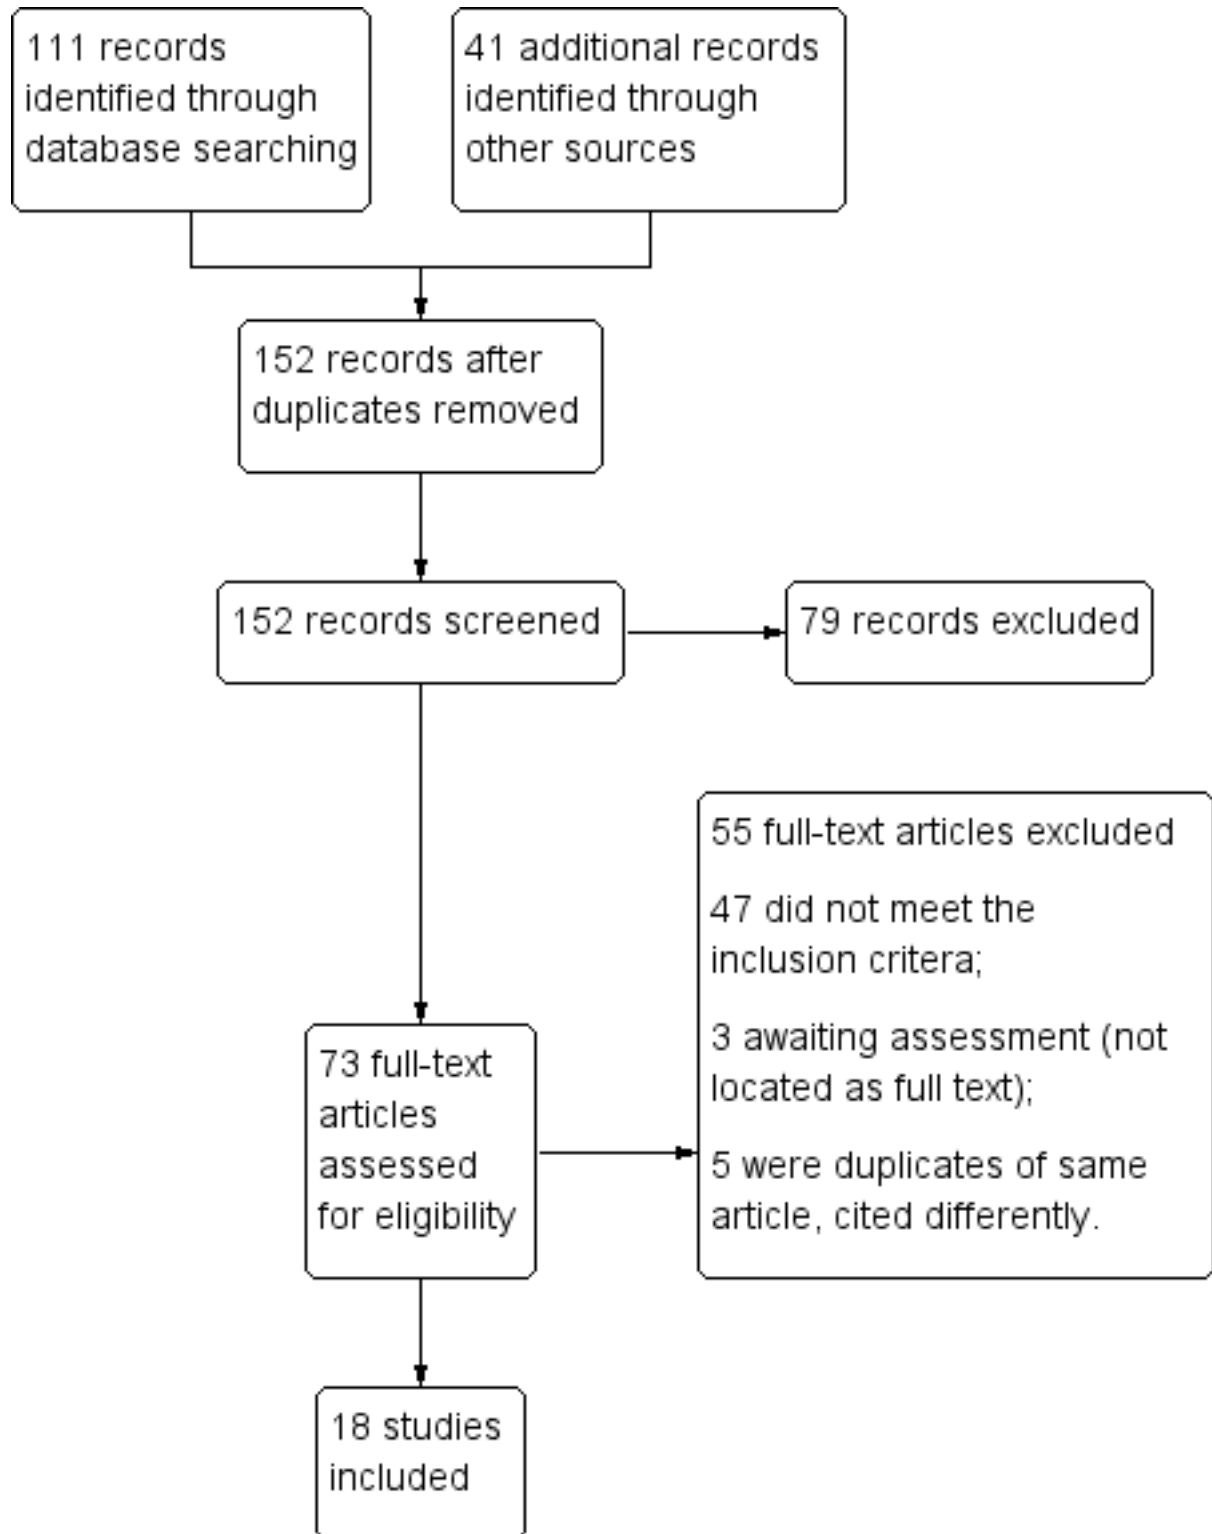 111 records
identified through
database searching
41 additional records
identified through
other sources
152 records after
duplicates removed
152 records screened
79 records excluded
55 full-text articles excluded
47 did not meet the
inclusion critera;
3 awaiting assessment (not
located as full text);
5 were duplicates of same
article, cited differently.
73 full-text
articles
assessed
for eligibility
18 studies
included